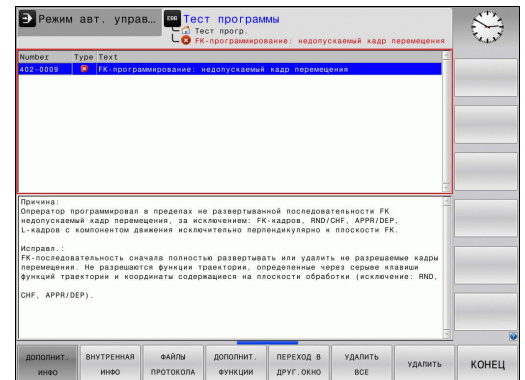 Режим авт. управ...
ERR Тест программы
Тест прогр.
FK-программирование: недопускаемый кадр перемещения
Number Type Text
402-0009 FK-программирование: недопускаемый кадр перемещения
Причина:
Опрератор программировал в пределах не развертыванной последовательности FK
недопускаемый кадр перемещения, за исключением: FK-кадров, RND/CHF, APPR/DEP,
L-кадров с компонентом движения исключительно перпендикулярно к плоскости FK.
Исправл.:
FK-последовательность сначала полностью развертывать или удалить не разрешаемые кадры
перемещения. Не разрешаются функции траектории, определенные через серые клавиши
функций траектории и координаты содержащиеся на плоскости обработки (исключение: RND,
CHF, APPR/DEP).
ДОПОЛНИТ. ИНФО
ВНУТРЕННАЯ ИНФО
ФАЙЛЫ ПРОТОКОЛА
ДОПОЛНИТ. ФУНКЦИИ
ПЕРЕХОД В ДРУГ.ОКНО
УДАЛИТЬ ВСЕ
УДАЛИТЬ
КОНЕЦ